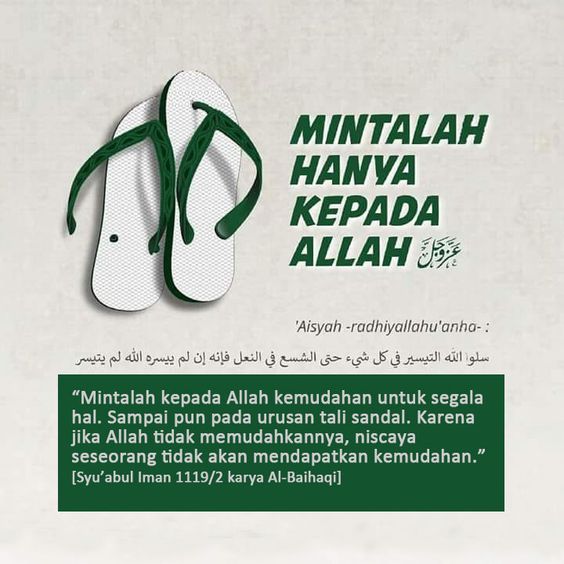 MINTALAH
HANYA
KEPADA
ALLAH عَزَّوَجَلَّ
'Aisyah -radhiyallahu'anha- :
سلوا الله التيسير في كل شيء حتى الشسع في النعل فإنه إن لم ييسره الله لم يتيسر
“Mintalah kepada Allah kemudahan untuk segala
hal. Sampai pun pada urusan tali sandal. Karena
jika Allah tidak memudahkannya, niscaya
seseorang tidak akan mendapatkan kemudahan.”
[Syu’abul Iman 1119/2 karya Al-Baihaqi]